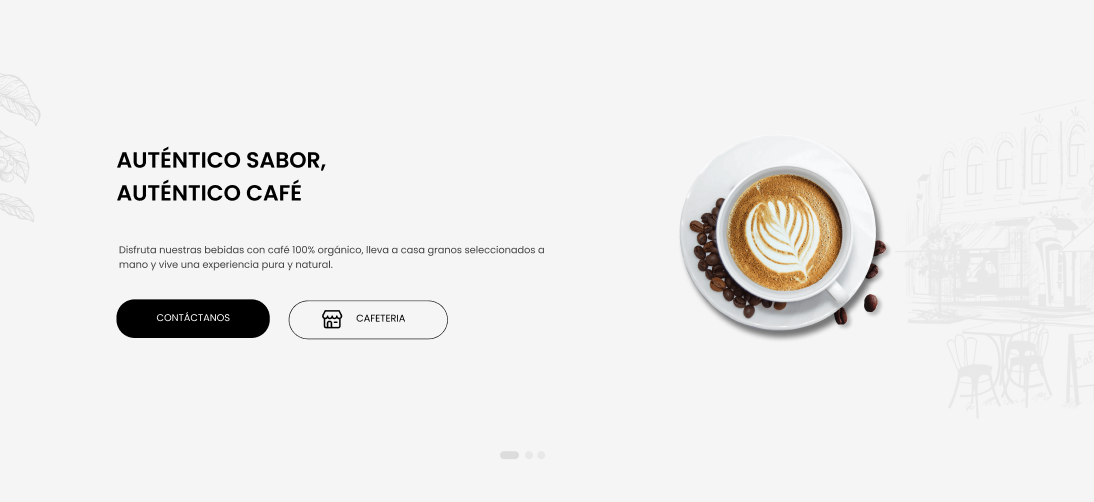 AUTÉNTICO SABOR,
AUTÉNTICO CAFÉ
Disfruta nuestras bebidas con café 100% orgánico, lleva a casa granos seleccionados a
mano y vive una experiencia pura y natural.
CONTÁCTANOS
CAFETERIA